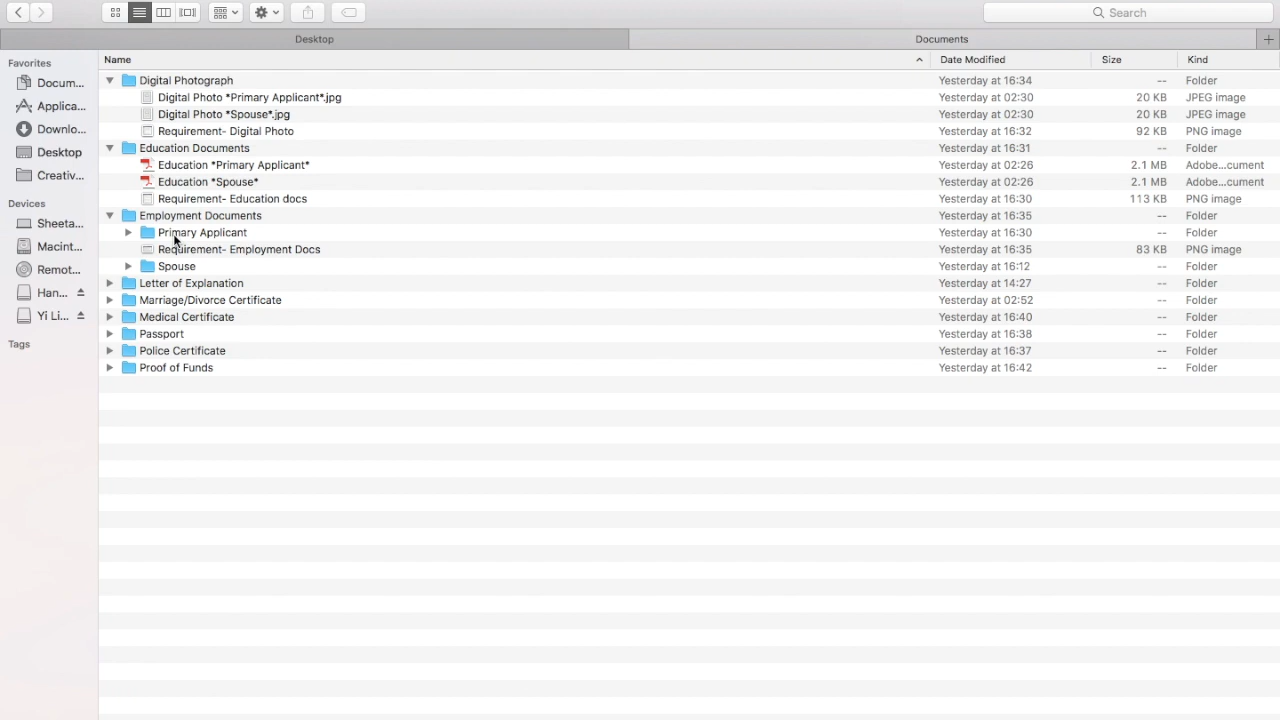 Search
Desktop
Documents
Favorites
Docum...
Applica...
Downlo...
Desktop
Creativ...
Devices
Sheeta...
Macint...
Remot...
Han...
Yi Li...
Tags
Name Date Modified Size Kind
Digital Photograph Yesterday at 16:34 -- Folder
Digital Photo *Primary Applicant*.jpg Yesterday at 02:30 20 KB JPEG image
Digital Photo *Spouse*.jpg Yesterday at 02:30 20 KB JPEG image
Requirement- Digital Photo Yesterday at 16:32 92 KB PNG image
Education Documents Yesterday at 16:31 -- Folder
Education *Primary Applicant* Yesterday at 02:26 2.1 MB Adobe...cument
Education *Spouse* Yesterday at 02:26 2.1 MB Adobe...cument
Requirement- Education docs Yesterday at 16:30 113 KB PNG image
Employment Documents Yesterday at 16:35 -- Folder
Primary Applicant Yesterday at 16:30 -- Folder
Requirement- Employment Docs Yesterday at 16:35 83 KB PNG image
Spouse Yesterday at 16:12 -- Folder
Letter of Explanation Yesterday at 14:27 -- Folder
Marriage/Divorce Certificate Yesterday at 02:52 -- Folder
Medical Certificate Yesterday at 16:40 -- Folder
Passport Yesterday at 16:38 -- Folder
Police Certificate Yesterday at 16:37 -- Folder
Proof of Funds Yesterday at 16:42 -- Folder